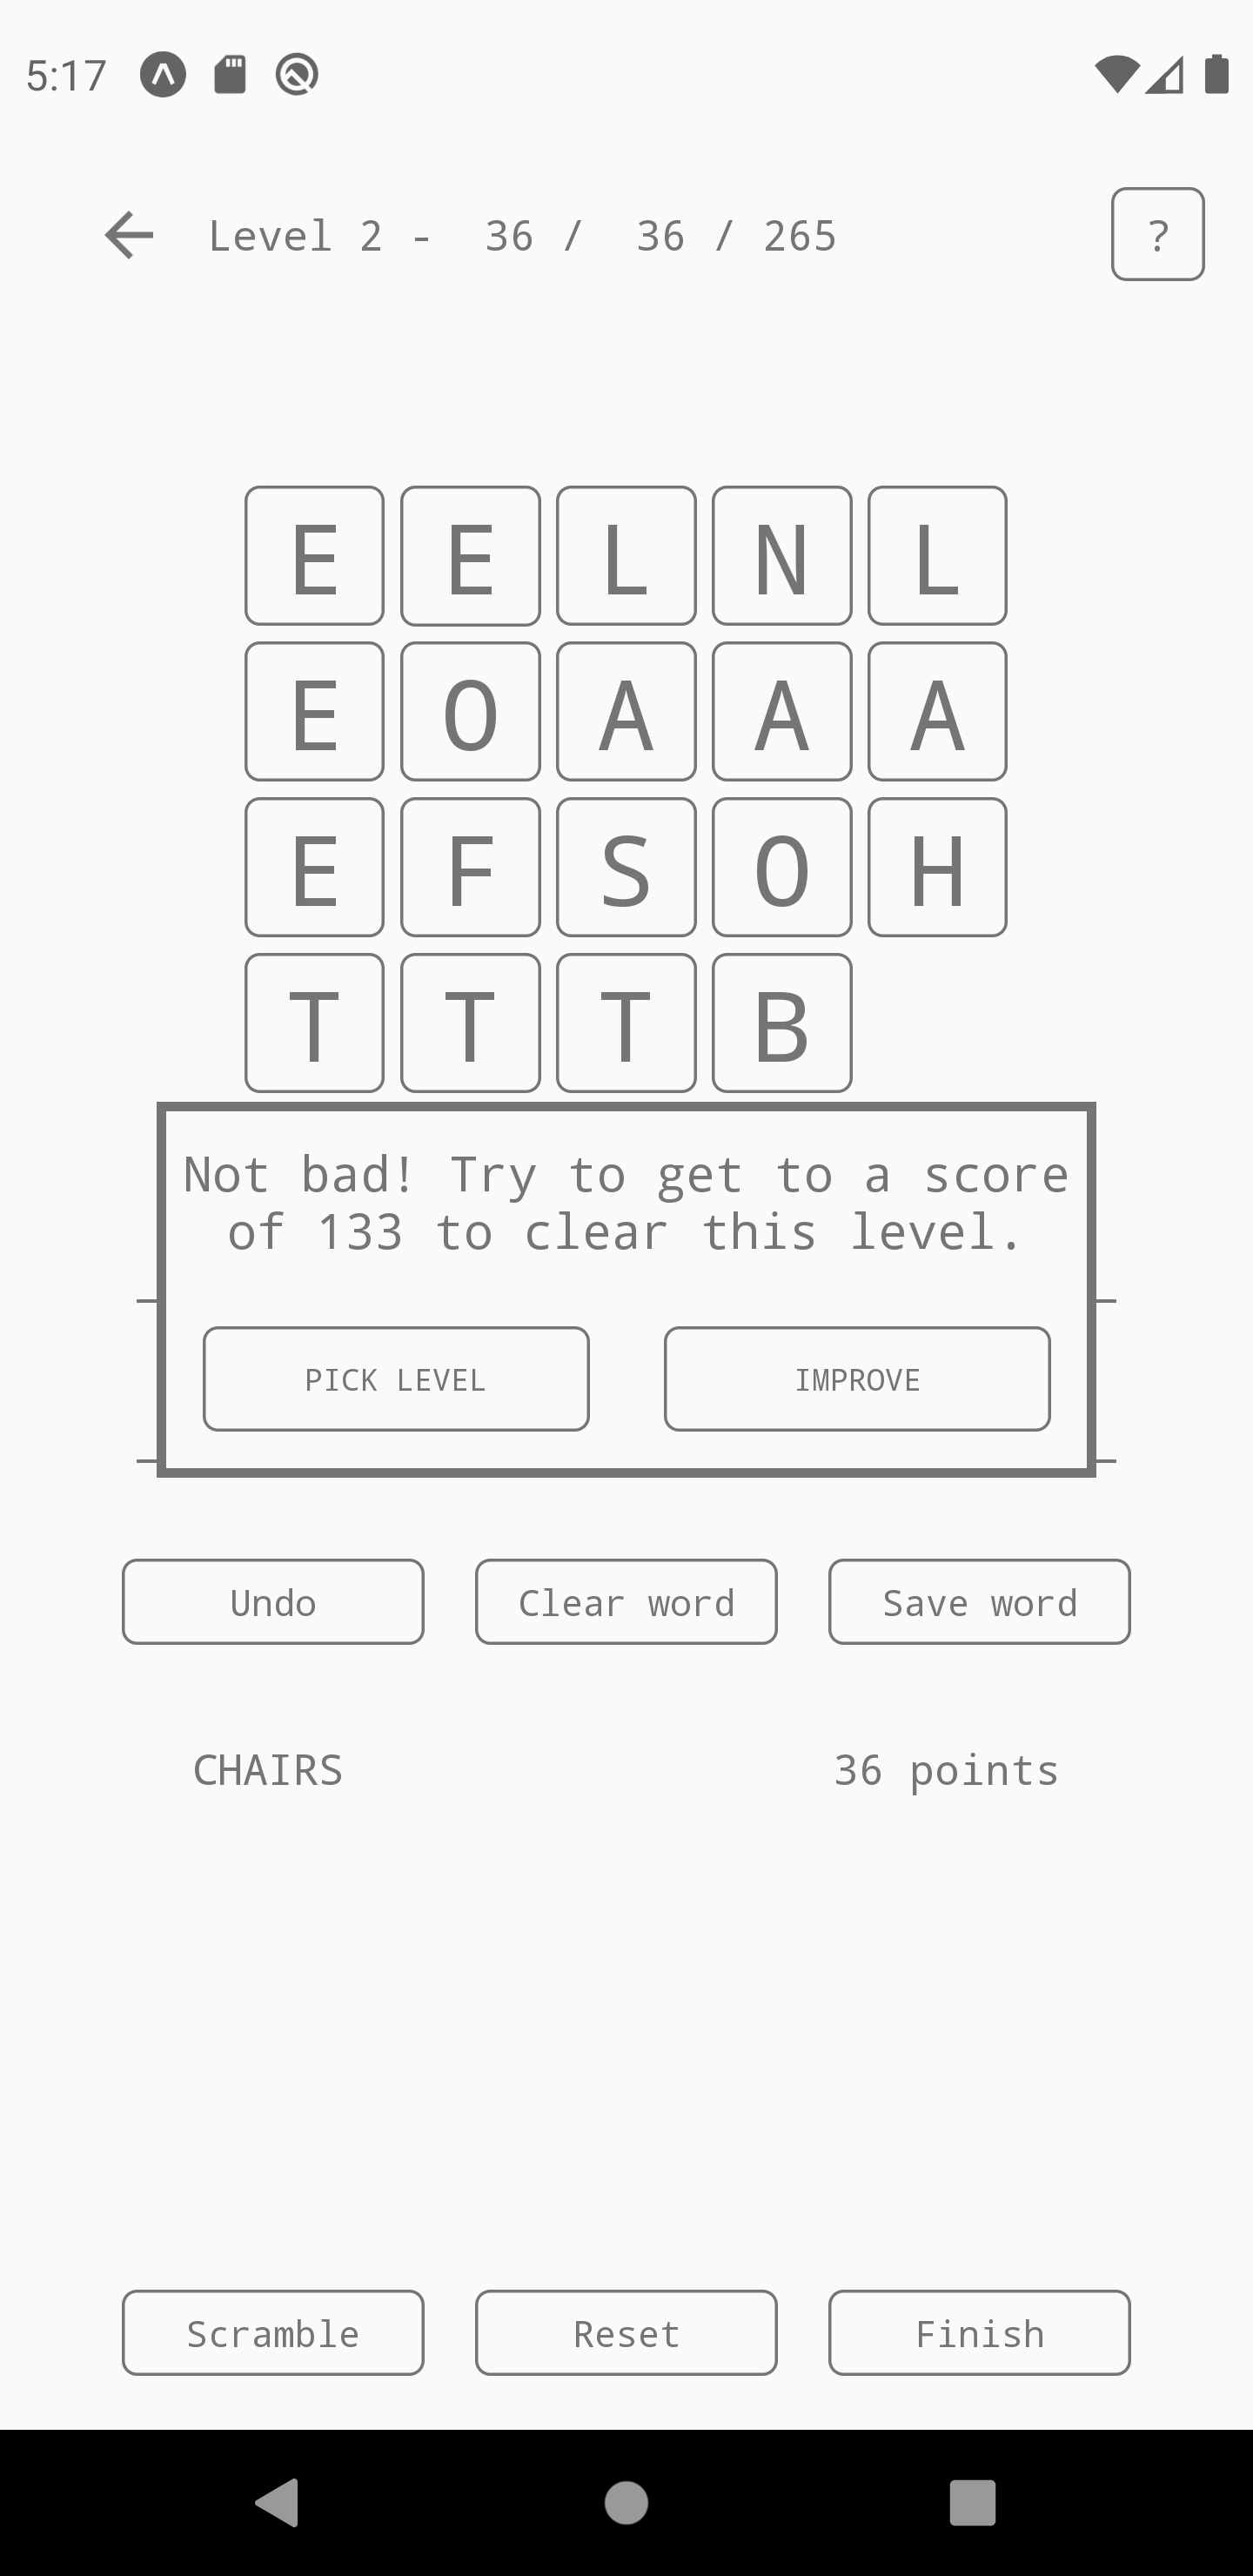 5:17
Level 2 -  36 /  36 / 265
?
E E L N L
E O A A A
E F S O H
T T T B
Not bad! Try to get to a score
of 133 to clear this level.
PICK LEVEL IMPROVE
Undo Clear word Save word
CHAIRS 36 points
Scramble Reset Finish